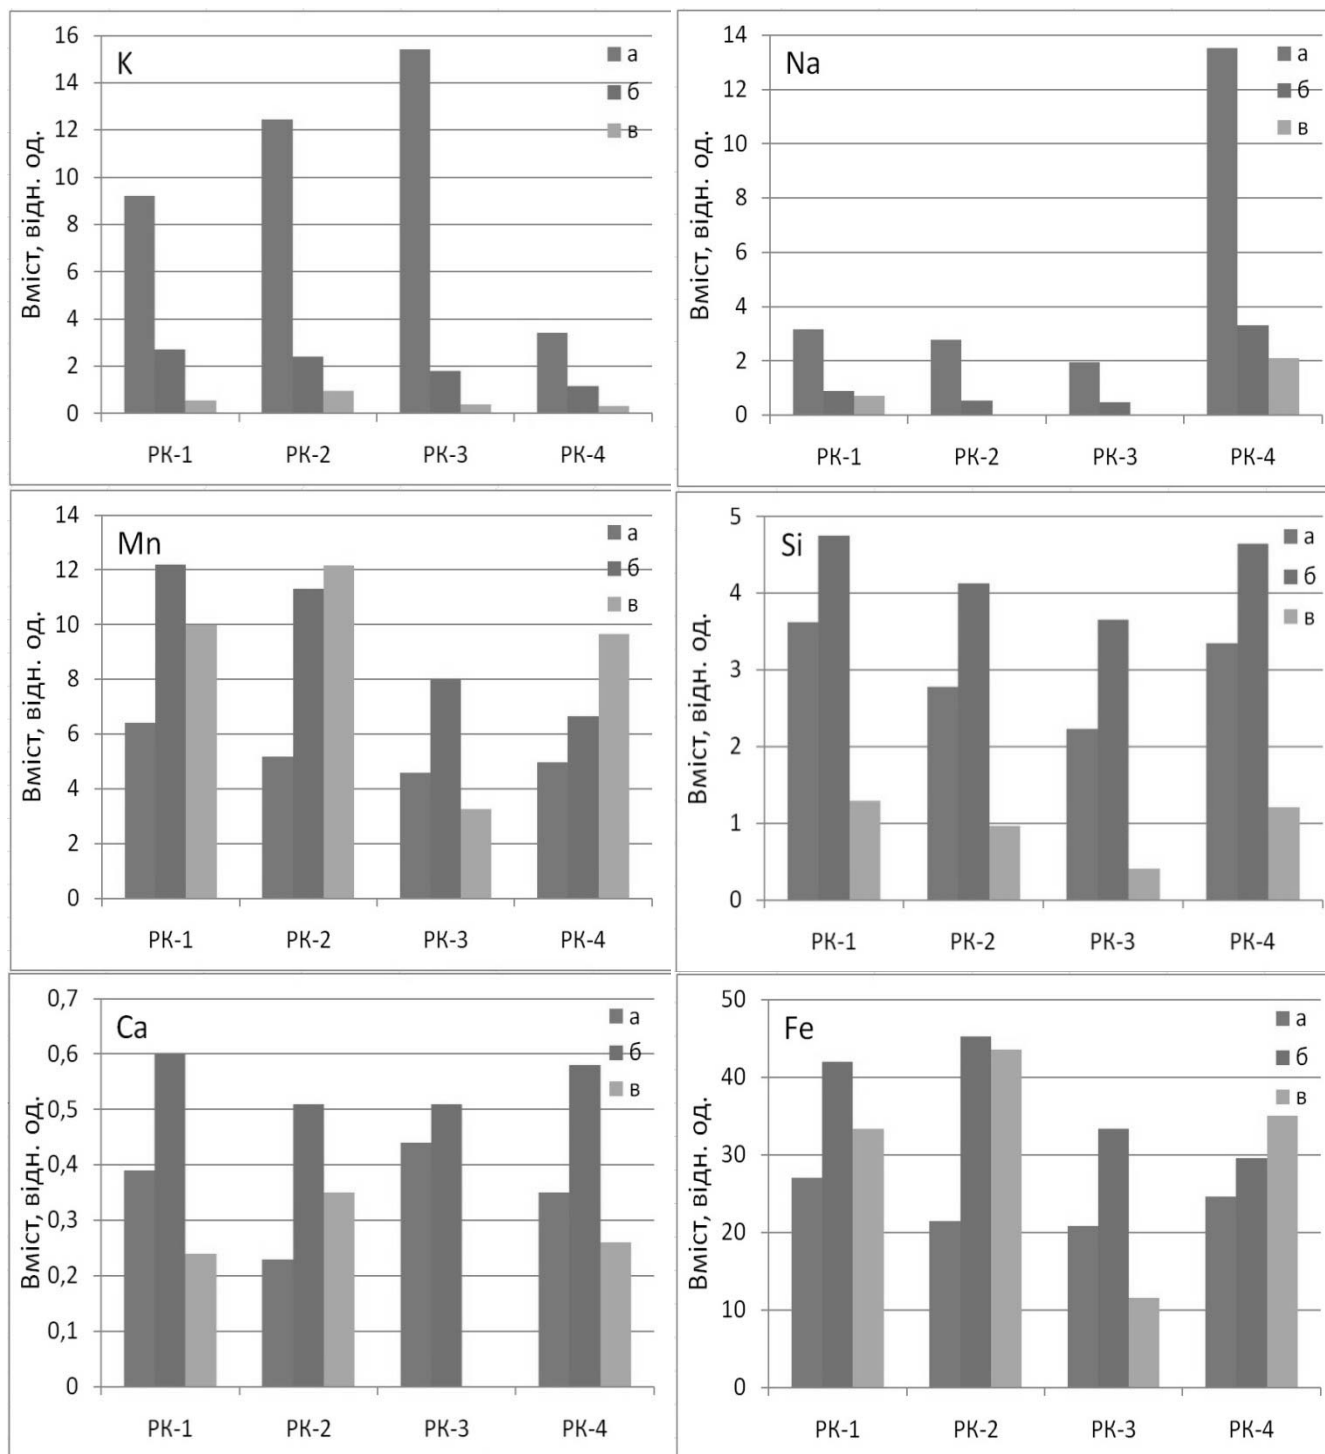 K
Вміст, відн. од.
16
14
12
10
8
6
4
2
0
а
б
в
РК-1 РК-2 РК-3 РК-4
Na
Вміст, відн. од.
14
12
10
8
6
4
2
0
а
б
в
РК-1 РК-2 РК-3 РК-4
Mn
Вміст, відн. од.
14
12
10
8
6
4
2
0
а
б
в
РК-1 РК-2 РК-3 РК-4
Si
Вміст, відн. од.
5
4
3
2
1
0
а
б
в
РК-1 РК-2 РК-3 РК-4
Ca
Вміст, відн. од.
0,7
0,6
0,5
0,4
0,3
0,2
0,1
0
а
б
в
РК-1 РК-2 РК-3 РК-4
Fe
Вміст, відн. од.
50
40
30
20
10
0
а
б
в
РК-1 РК-2 РК-3 РК-4